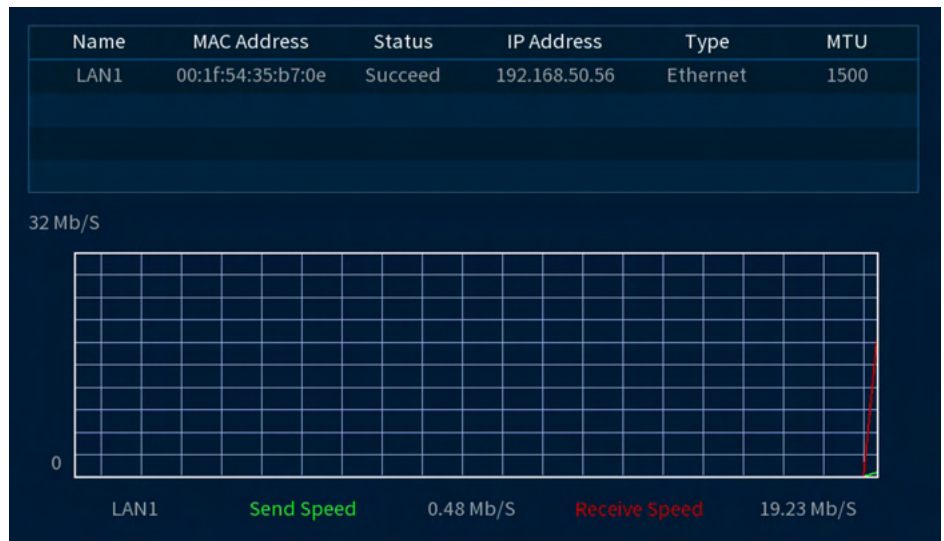 Name MAC Address Status IP Address Type MTU
LAN1 00:1f:54:35:b7:0e Succeed 192.168.50.56 Ethernet 1500
32 Mb/S
0
LAN1 Send Speed 0.48 Mb/S Receive Speed 19.23 Mb/S